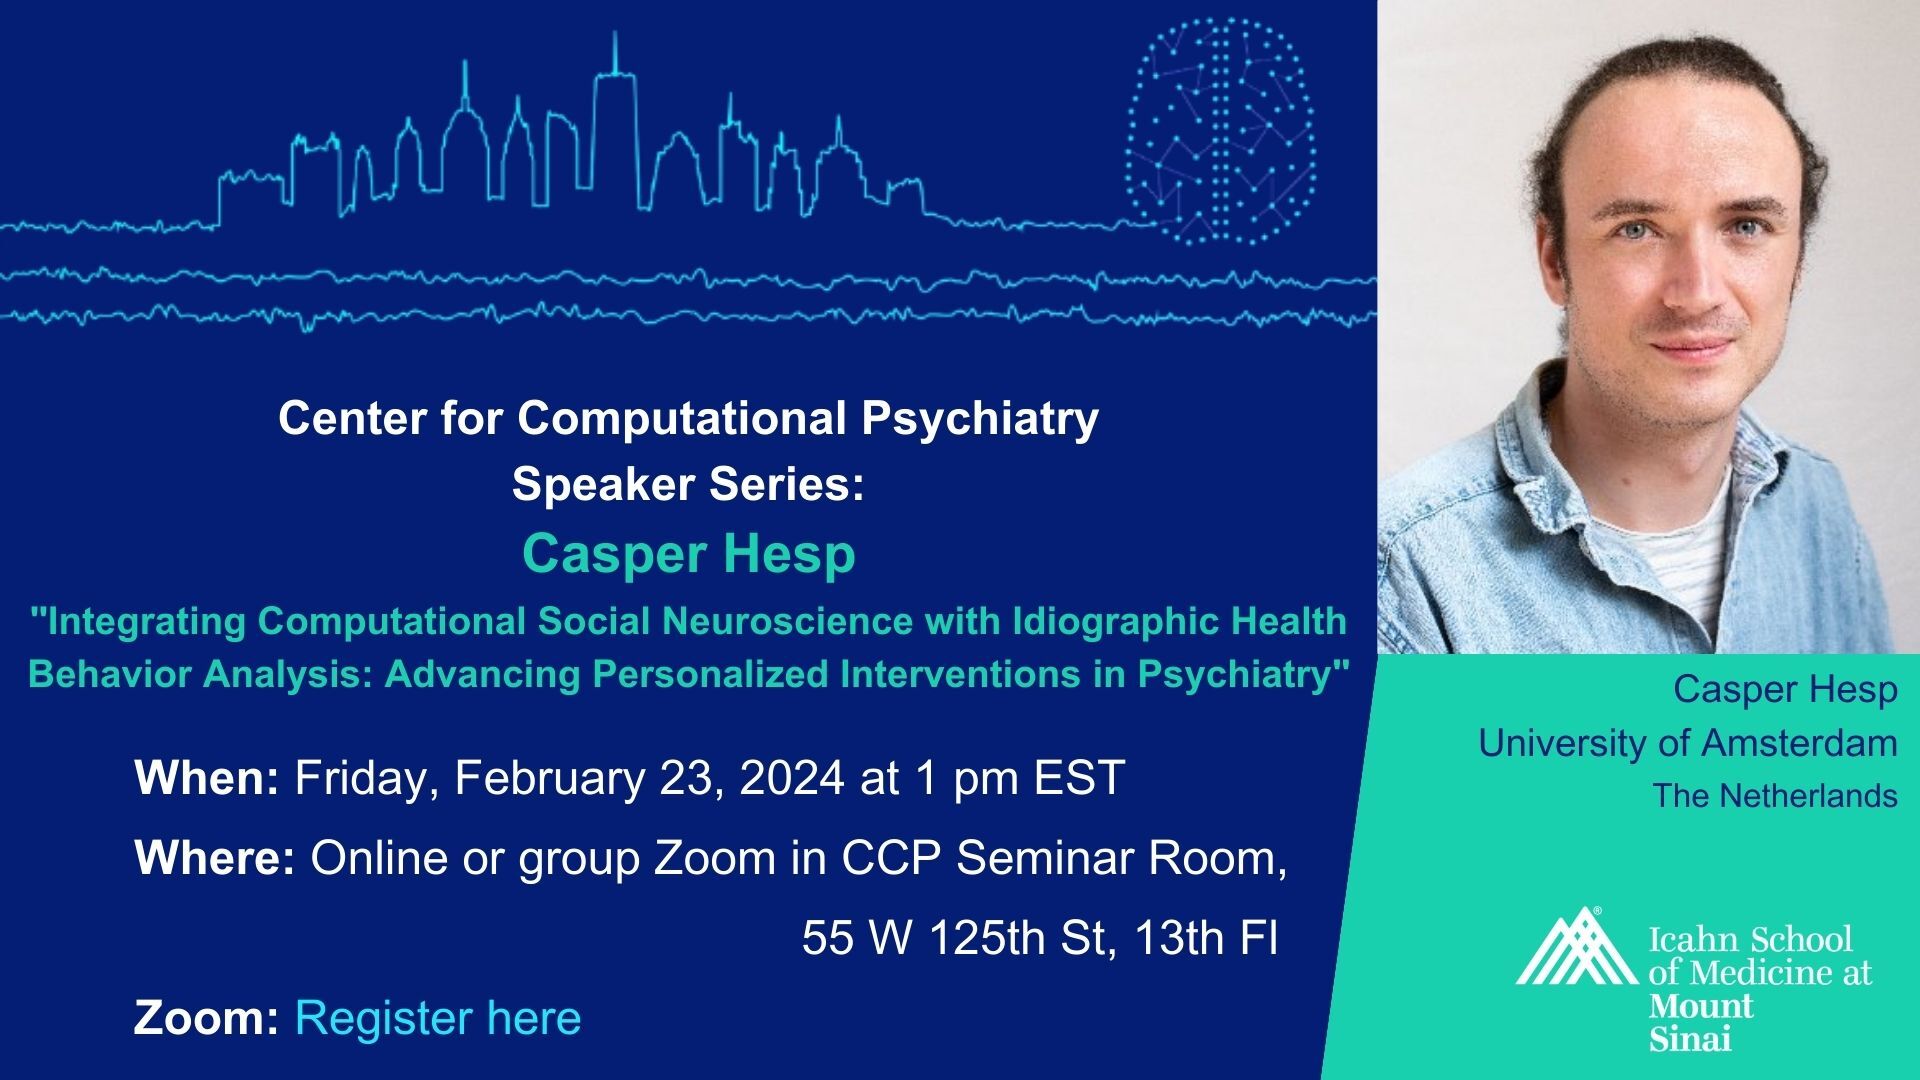 Center for Computational Psychiatry
Speaker Series:
Casper Hesp
"Integrating Computational Social Neuroscience with Idiographic Health
Behavior Analysis: Advancing Personalized Interventions in Psychiatry"
When: Friday, February 23, 2024 at 1 pm EST
Where: Online or group Zoom in CCP Seminar Room,
55 W 125th St, 13th Fl
Zoom: Register here
Casper Hesp
University of Amsterdam
The Netherlands
®
Icahn School
of Medicine at
Mount
Sinai